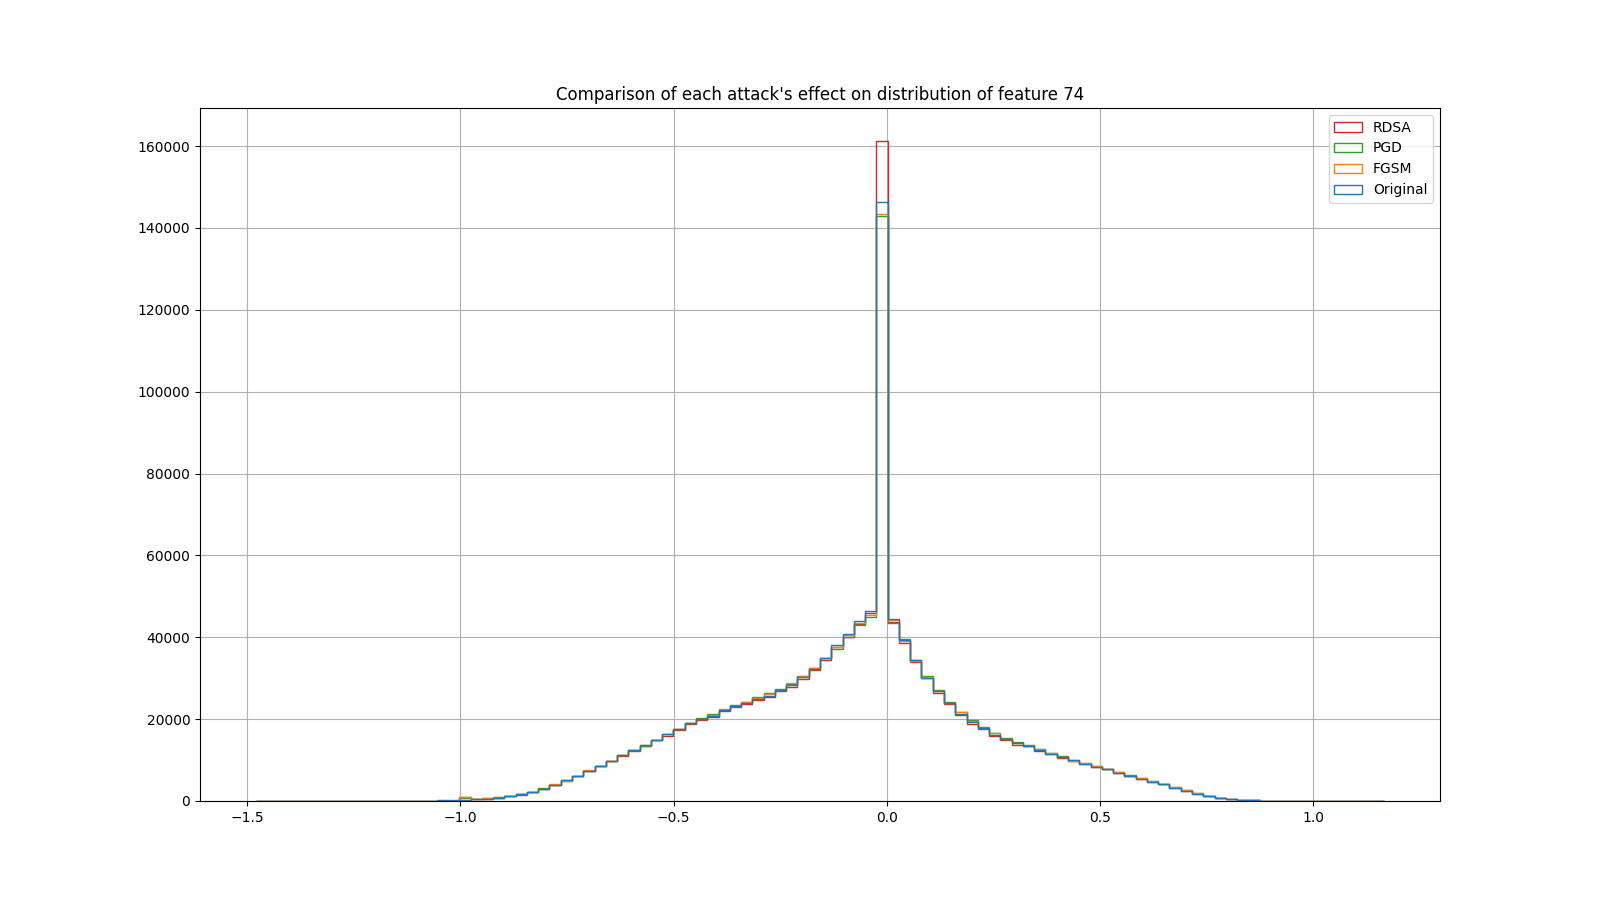 Comparison of each attack's effect on distribution of feature 74
RDSA
PGD
FGSM
Original
160000
140000
120000
100000
80000
60000
40000
20000
0
−1.5 −1.0 −0.5 0.0 0.5 1.0